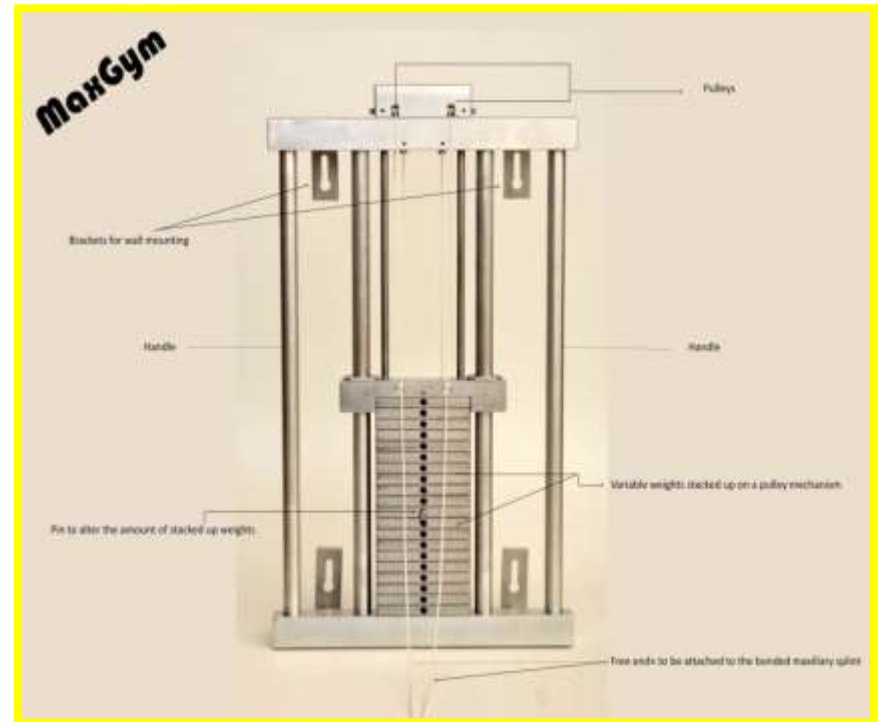 MaxGym
Pulleys
Brackets for wall mounting
Handle
Handle
Variable weights stacked up on a pulley mechanism
Pin to alter the amount of stacked up weights
Free ends to be attached to the bonded maxillary splint